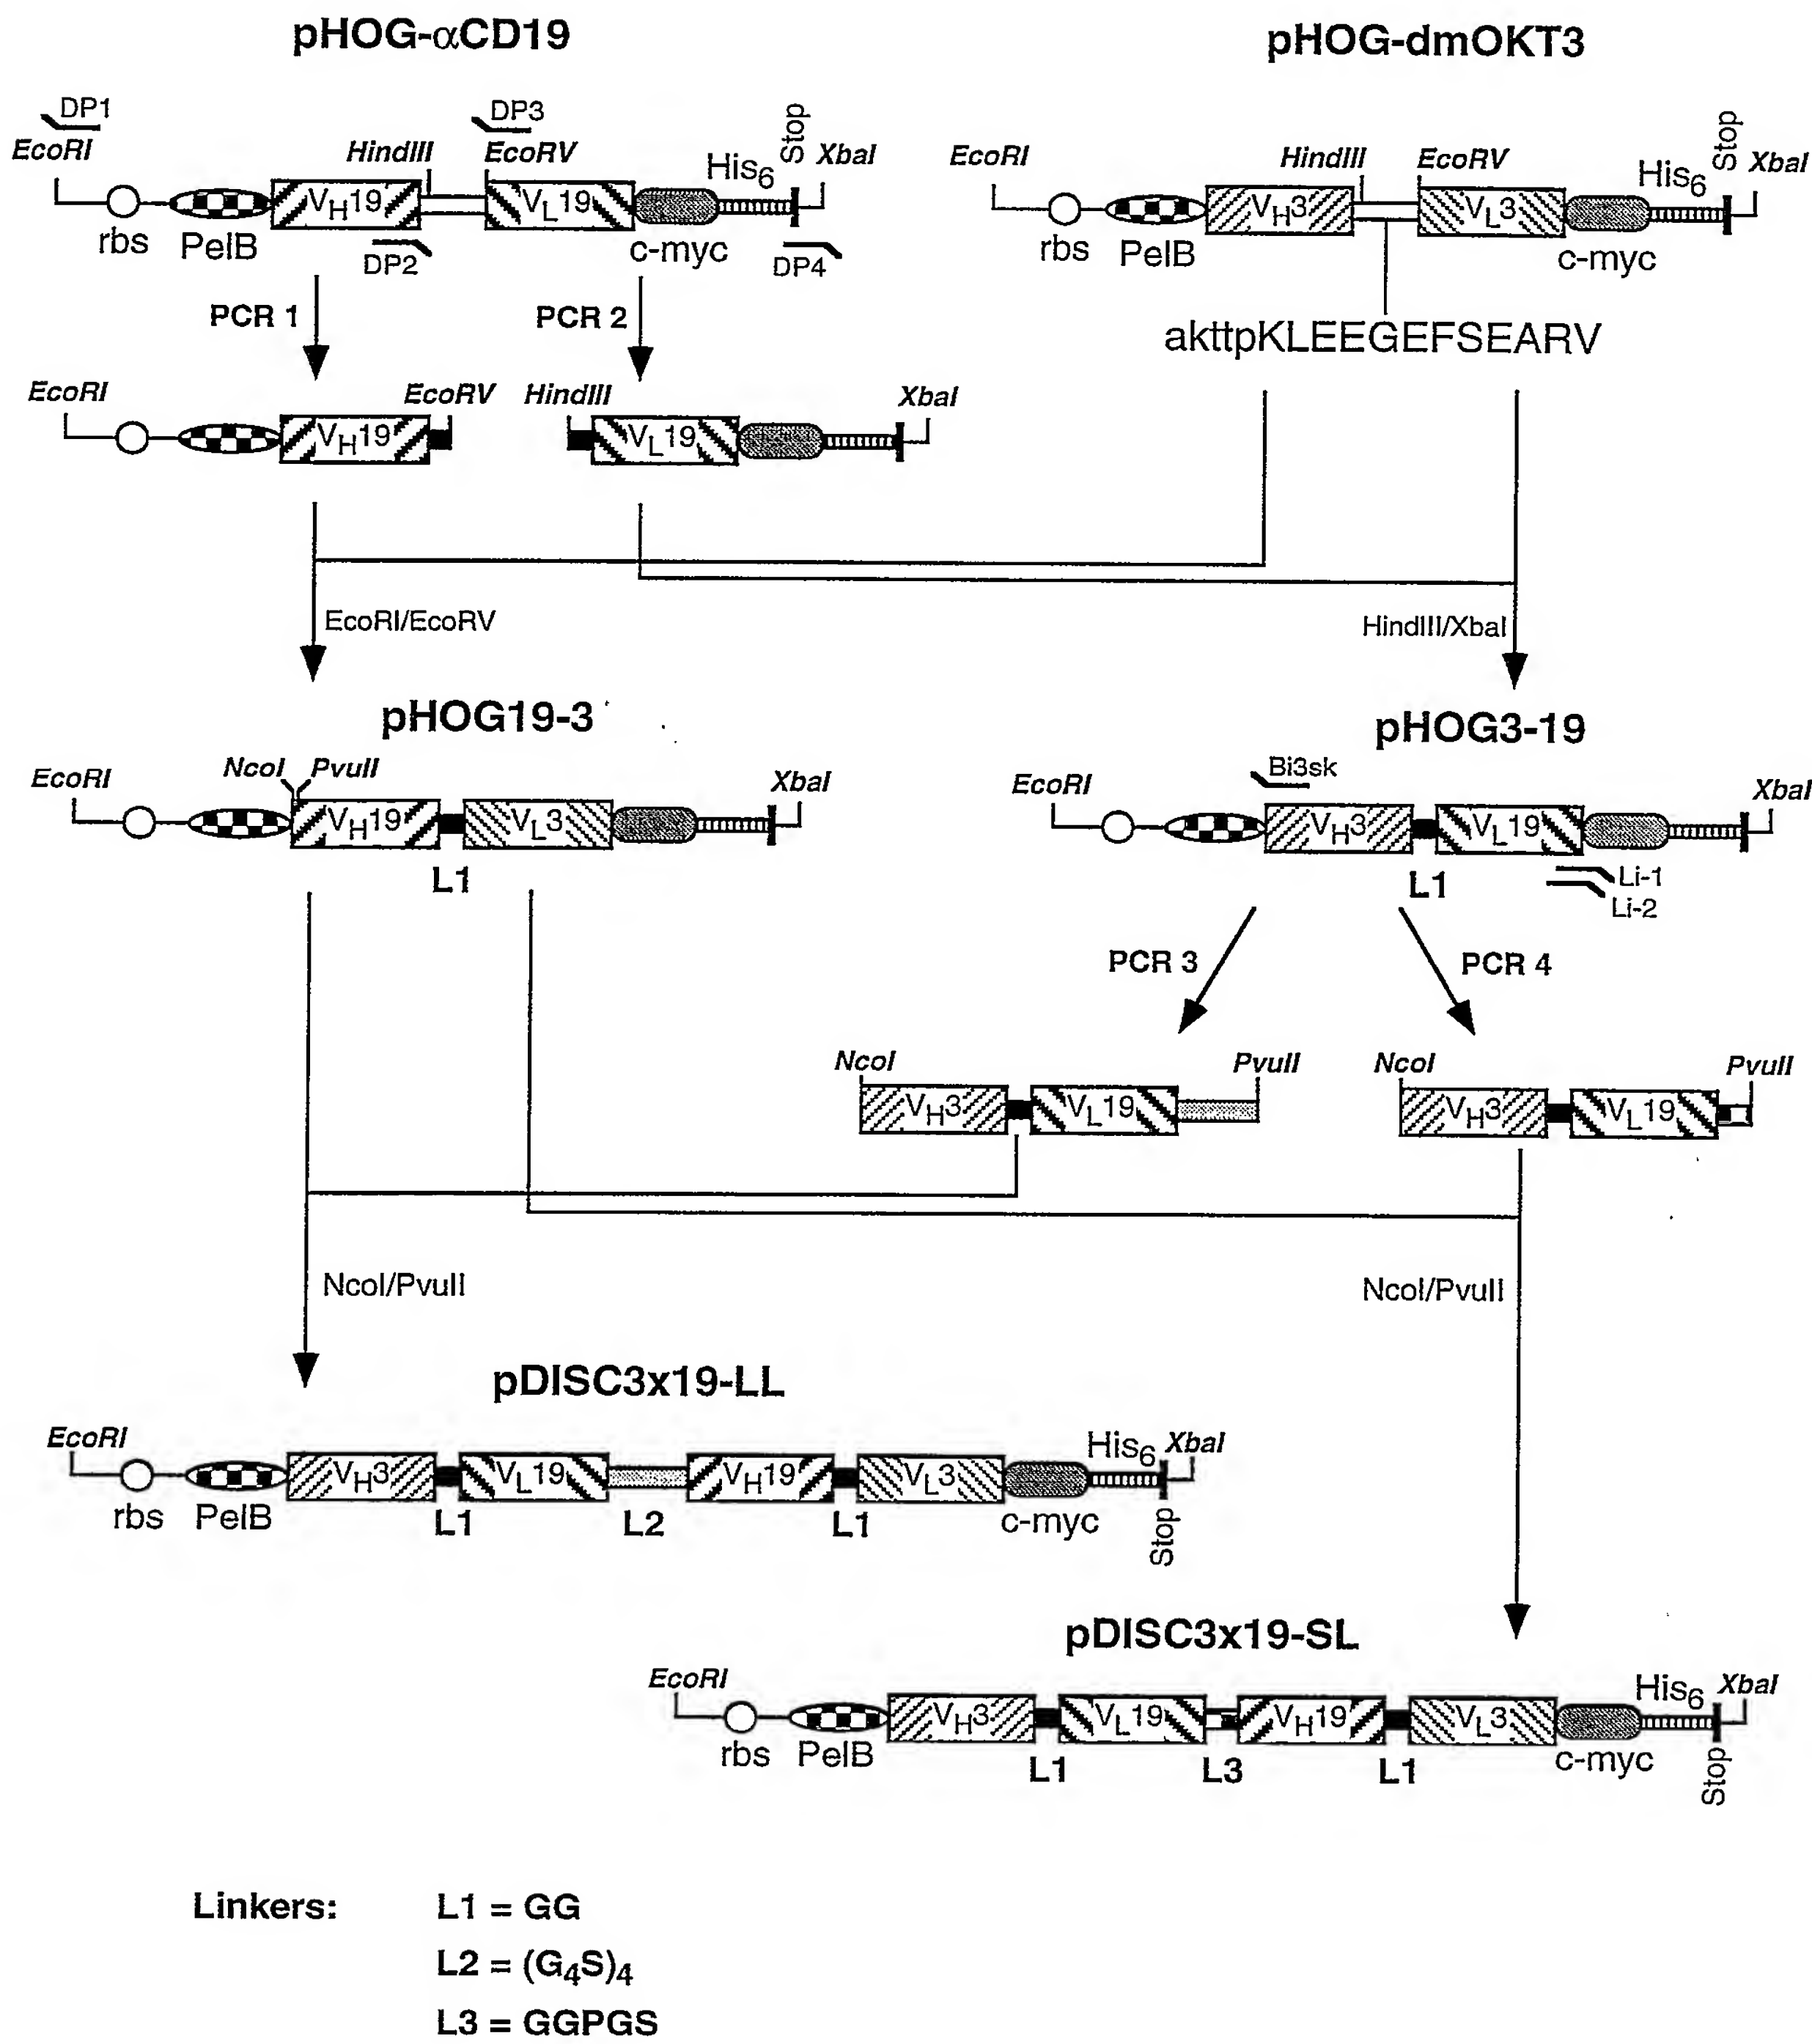 pHOG-αCD19 pHOG-dmOKT3
DP1 DP3
EcoRI HindIII EcoRV His6 Stop XbaI EcoRI HindIII EcoRV His6 Stop XbaI
VH19 VL19 VH3 VL3
rbs PelB DP2 c-myc DP4 rbs PelB c-myc
PCR 1 PCR 2 akttpKLEEGEFSEARV
EcoRI EcoRV HindIII XbaI
VH19 VL19
EcoRI/EcoRV HindIII/XbaI
pHOG19-3 pHOG3-19
EcoRI NcoI PvuII XbaI EcoRI Bi3sk XbaI
VH19 VL3 VH3 VL19
L1 L1 Li-1
Li-2
PCR 3 PCR 4
NcoI PvuII NcoI PvuII
VH3 VL19 VH3 VL19
NcoI/PvuII NcoI/PvuII
pDISC3x19-LL
EcoRI His6 XbaI
VH3 VL19 VH19 VL3
rbs PelB L1 L2 L1 c-myc Stop
pDISC3x19-SL
EcoRI His6 XbaI
VH3 VL19 VH19 VL3
rbs PelB L1 L3 L1 c-myc Stop
Linkers: L1 = GG
L2 = (G4S)4
L3 = GGPGS